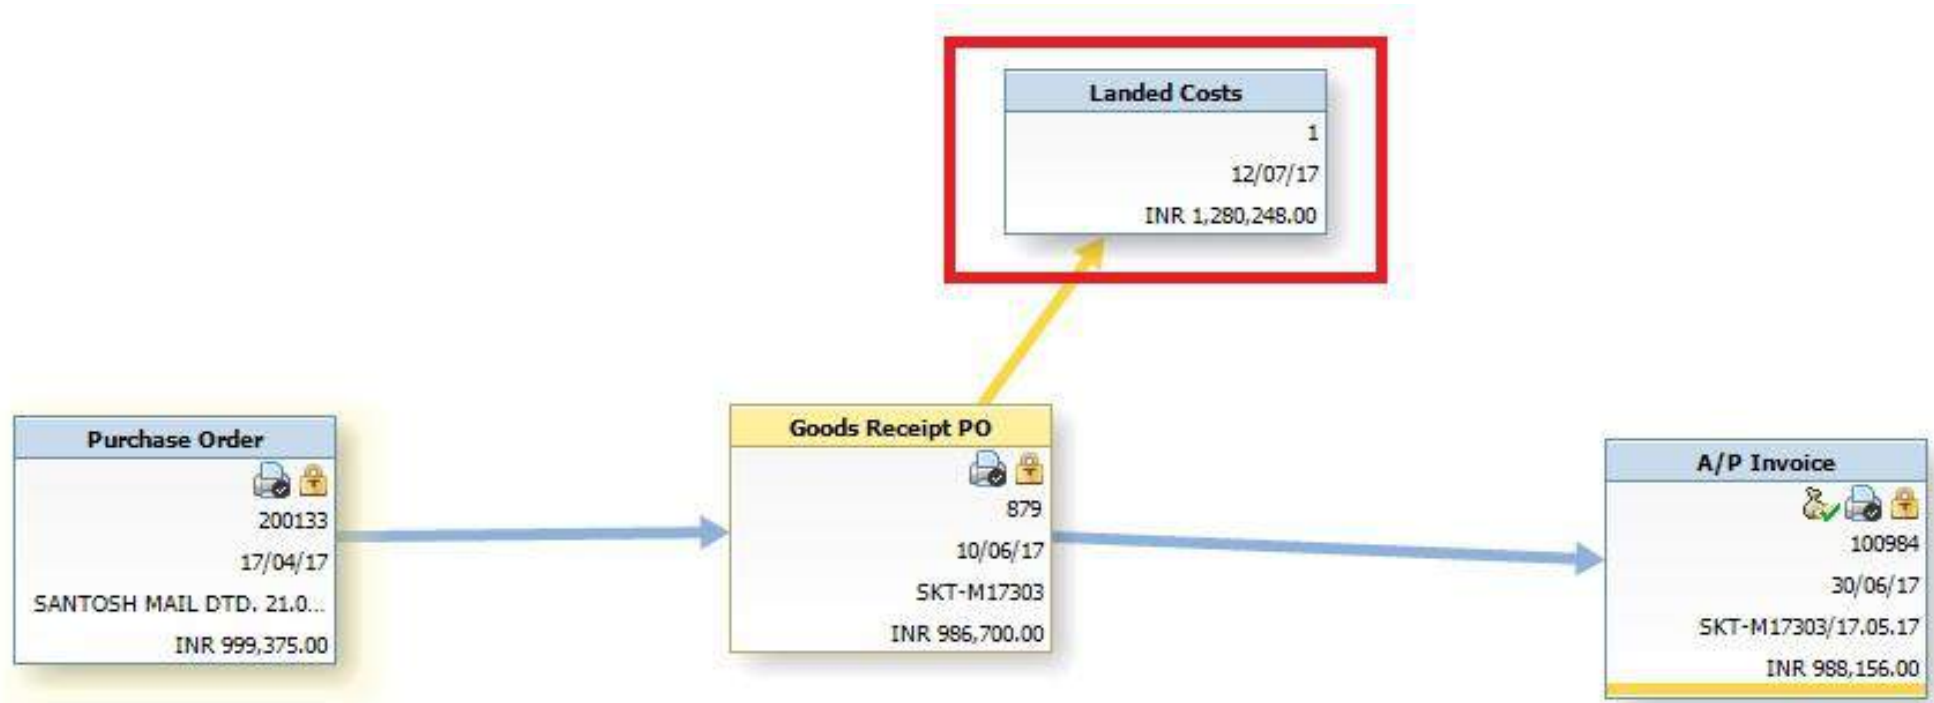 Landed Costs
1
12/07/17
INR 1,280,248.00
Purchase Order
200133
17/04/17
SANTOSH MAIL DTD. 21.0...
INR 999,375.00
Goods Receipt PO
879
10/06/17
SKT-M17303
INR 986,700.00
A/P Invoice
100984
30/06/17
SKT-M17303/17.05.17
INR 988,156.00